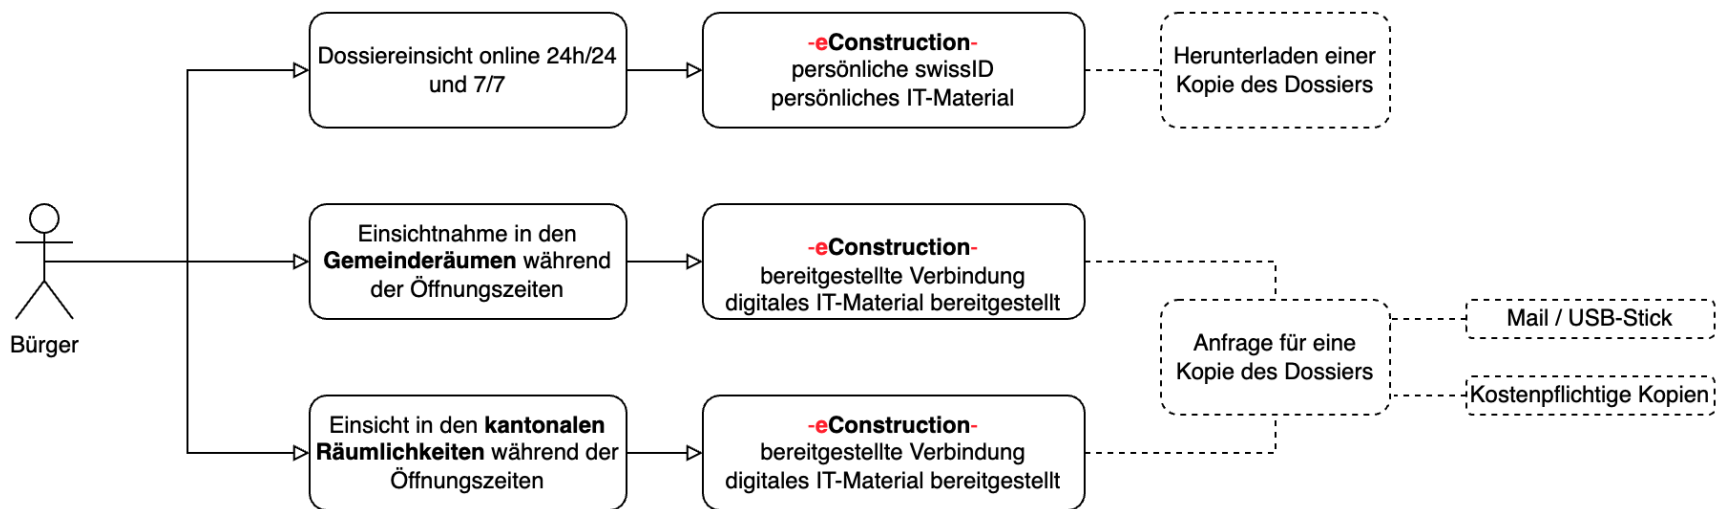 Dossiereinsicht online 24h/24
und 7/7
-eConstruction-
persönliche swissID
persönliches IT-Material
Herunterladen einer
Kopie des Dossiers
Bürger
Einsichtnahme in den
Gemeinderäumen während
der Öffnungszeiten
-eConstruction-
bereitgestellte Verbindung
digitales IT-Material bereitgestellt
Anfrage für eine
Kopie des Dossiers
Mail / USB-Stick
Kostenpflichtige Kopien
Einsicht in den kantonalen
Räumlichkeiten während der
Öffnungszeiten
-eConstruction-
bereitgestellte Verbindung
digitales IT-Material bereitgestellt